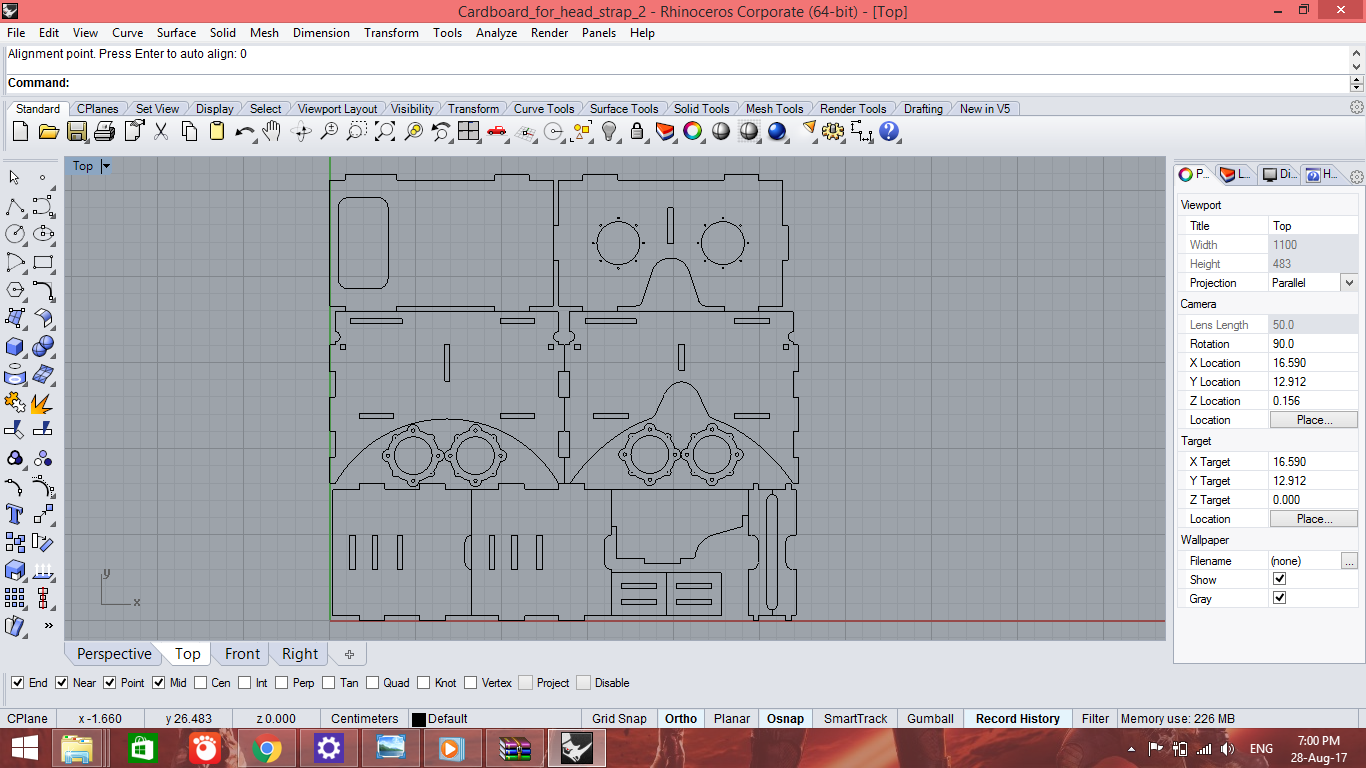 Cardboard_for_head_strap_2 - Rhinoceros Corporate (64-bit) - [Top]
File Edit View Curve Surface Solid Mesh Dimension Transform Tools Analyze Render Panels Help
Alignment point. Press Enter to auto align: 0
Command:
Standard CPlanes Set View Display Select Viewport Layout Visibility Transform Curve Tools Surface Tools Solid Tools Mesh Tools Render Tools Drafting New in V5
Top
P... L... Di... H...
Viewport
Title Top
Width 1100
Height 483
Projection Parallel
Camera
Lens Length 50.0
Rotation 90.0
X Location 16.590
Y Location 12.912
Z Location 0.156
Location Place...
Target
X Target 16.590
Y Target 12.912
Z Target 0.000
Location Place...
Wallpaper
Filename (none) ...
Show
Gray
y
x
Perspective Top Front Right
End Near Point Mid Cen Int Perp Tan Quad Knot Vertex Project Disable
CPlane x -1.660 y 26.483 z 0.000 Centimeters Default Grid Snap Ortho Planar Osnap SmartTrack Gumball Record History Filter Memory use: 226 MB
ENG
7:00 PM
28-Aug-17